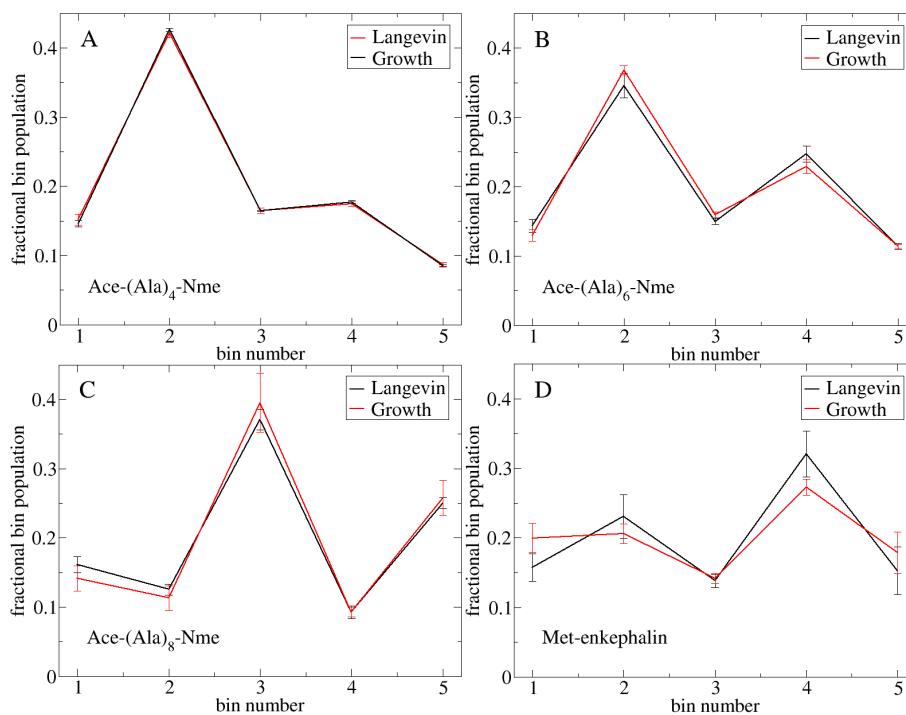 A
Langevin
Growth
fractional bin population
0.4
0.3
0.2
0.1
0
Ace-(Ala)4-Nme
1 2 3 4 5
bin number
B
Langevin
Growth
fractional bin population
0.4
0.3
0.2
0.1
0
Ace-(Ala)6-Nme
1 2 3 4 5
bin number
C
Langevin
Growth
fractional bin population
0.4
0.3
0.2
0.1
0
Ace-(Ala)8-Nme
1 2 3 4 5
bin number
D
Langevin
Growth
fractional bin population
0.4
0.3
0.2
0.1
0
Met-enkephalin
1 2 3 4 5
bin number